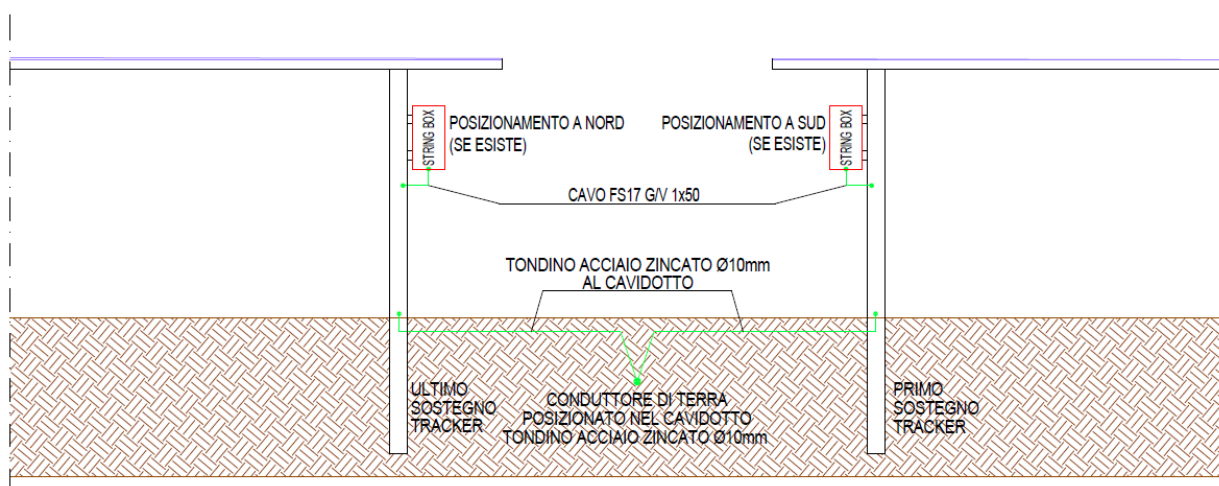 STRING BOX
POSIZIONAMENTO A NORD
(SE ESISTE)
POSIZIONAMENTO A SUD
(SE ESISTE)
STRING BOX
CAVO FS17 G/V 1x50
TONDINO ACCIAIO ZINCATO Ø10mm
AL CAVIDOTTO
ULTIMO
SOSTEGNO
TRACKER
CONDUTTORE DI TERRA
POSIZIONATO NEL CAVIDOTTO
TONDINO ACCIAIO ZINCATO Ø10mm
PRIMO
SOSTEGNO
TRACKER